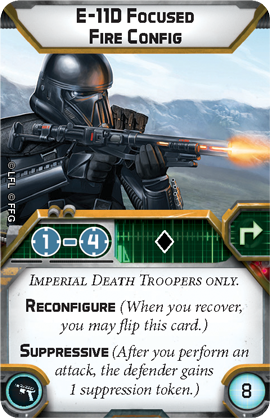 E-11D Focused
Fire Config
© LFL © FFG
1 – 4
Imperial Death Troopers only.
Reconfigure (When you recover,
you may flip this card.)
Suppressive (After you perform an
attack, the defender gains
1 suppression token.)
8